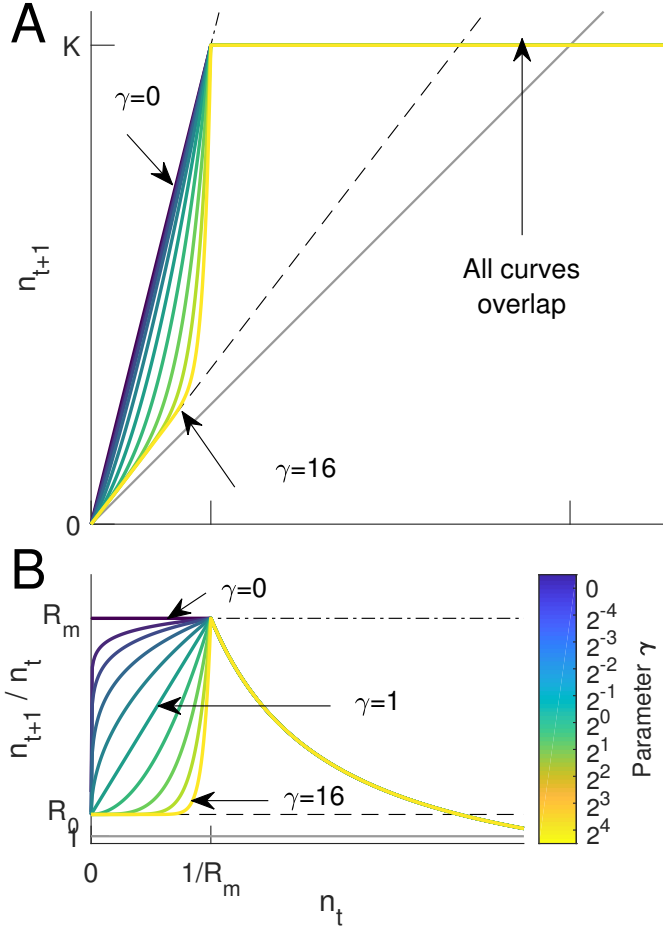 A
K
γ=0
n_{t+1}
All curves
overlap
γ=16
0
B
γ=0
R_m
n_{t+1} / n_t
γ=1
γ=16
R_0
1
0
1/R_m
n_t
0
2^{-4}
2^{-3}
2^{-2}
2^{-1}
2^0
2^1
2^2
2^3
2^4
Parameter γ